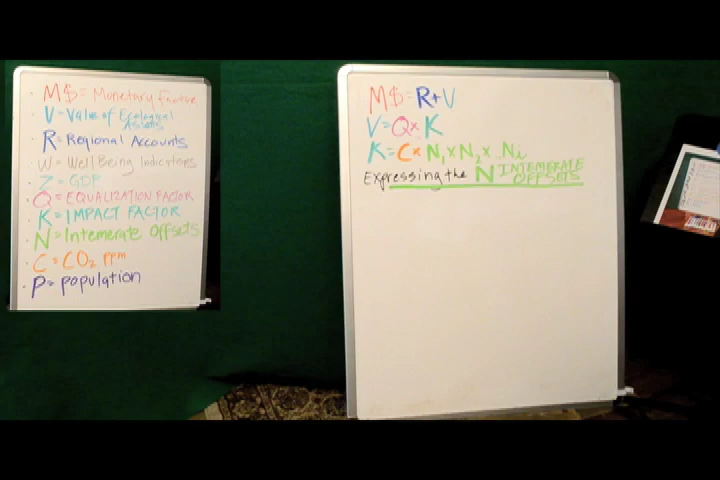 M$ = Monetary Factor
V = Value of Ecological
Assets
R = Regional Accounts
W = Well Being Indicators
Z = GDP
Q = EQUALIZATION FACTOR
K = IMPACT FACTOR
N = Intemerate Offsets
C = CO₂ ppm
P = population
M$ = R + V
V = Q x K
K = C x N₁ x N₂ x ... Nᵢ
Expressing the N INTEMERATE
OFFSETS